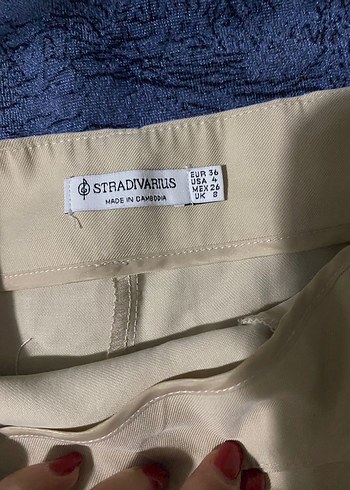 STRADIVARIUS
MADE IN CAMBODIA
EUR 36
USA 4
MEX 26
UK 8